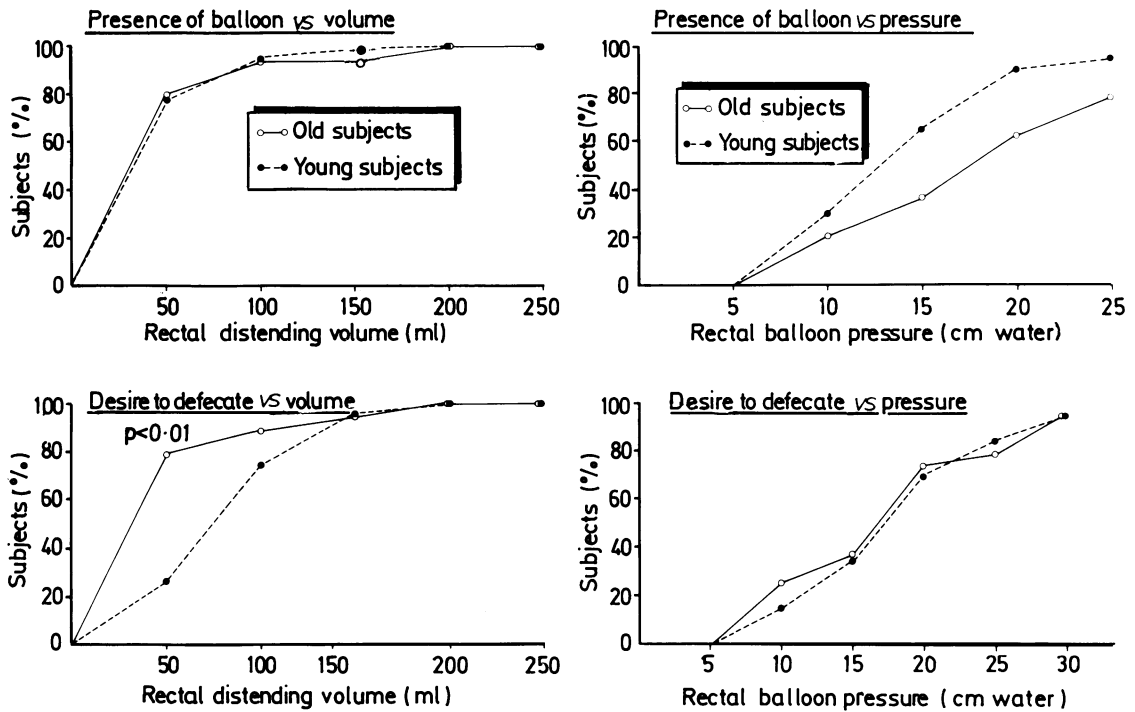 Presence of balloon vs volume
100
80
60
40
20
0
Subjects (%)
Old subjects
Young subjects
50 100 150 200 250
Rectal distending volume (ml)
Presence of balloon vs pressure
100
80
60
40
20
0
Subjects (%)
Old subjects
Young subjects
5 10 15 20 25
Rectal balloon pressure (cm water)
Desire to defecate vs volume
p<0·01
100
80
60
40
20
0
Subjects (%)
50 100 150 200 250
Rectal distending volume (ml)
Desire to defecate vs pressure
100
80
60
40
20
0
Subjects (%)
5 10 15 20 25 30
Rectal balloon pressure (cm water)